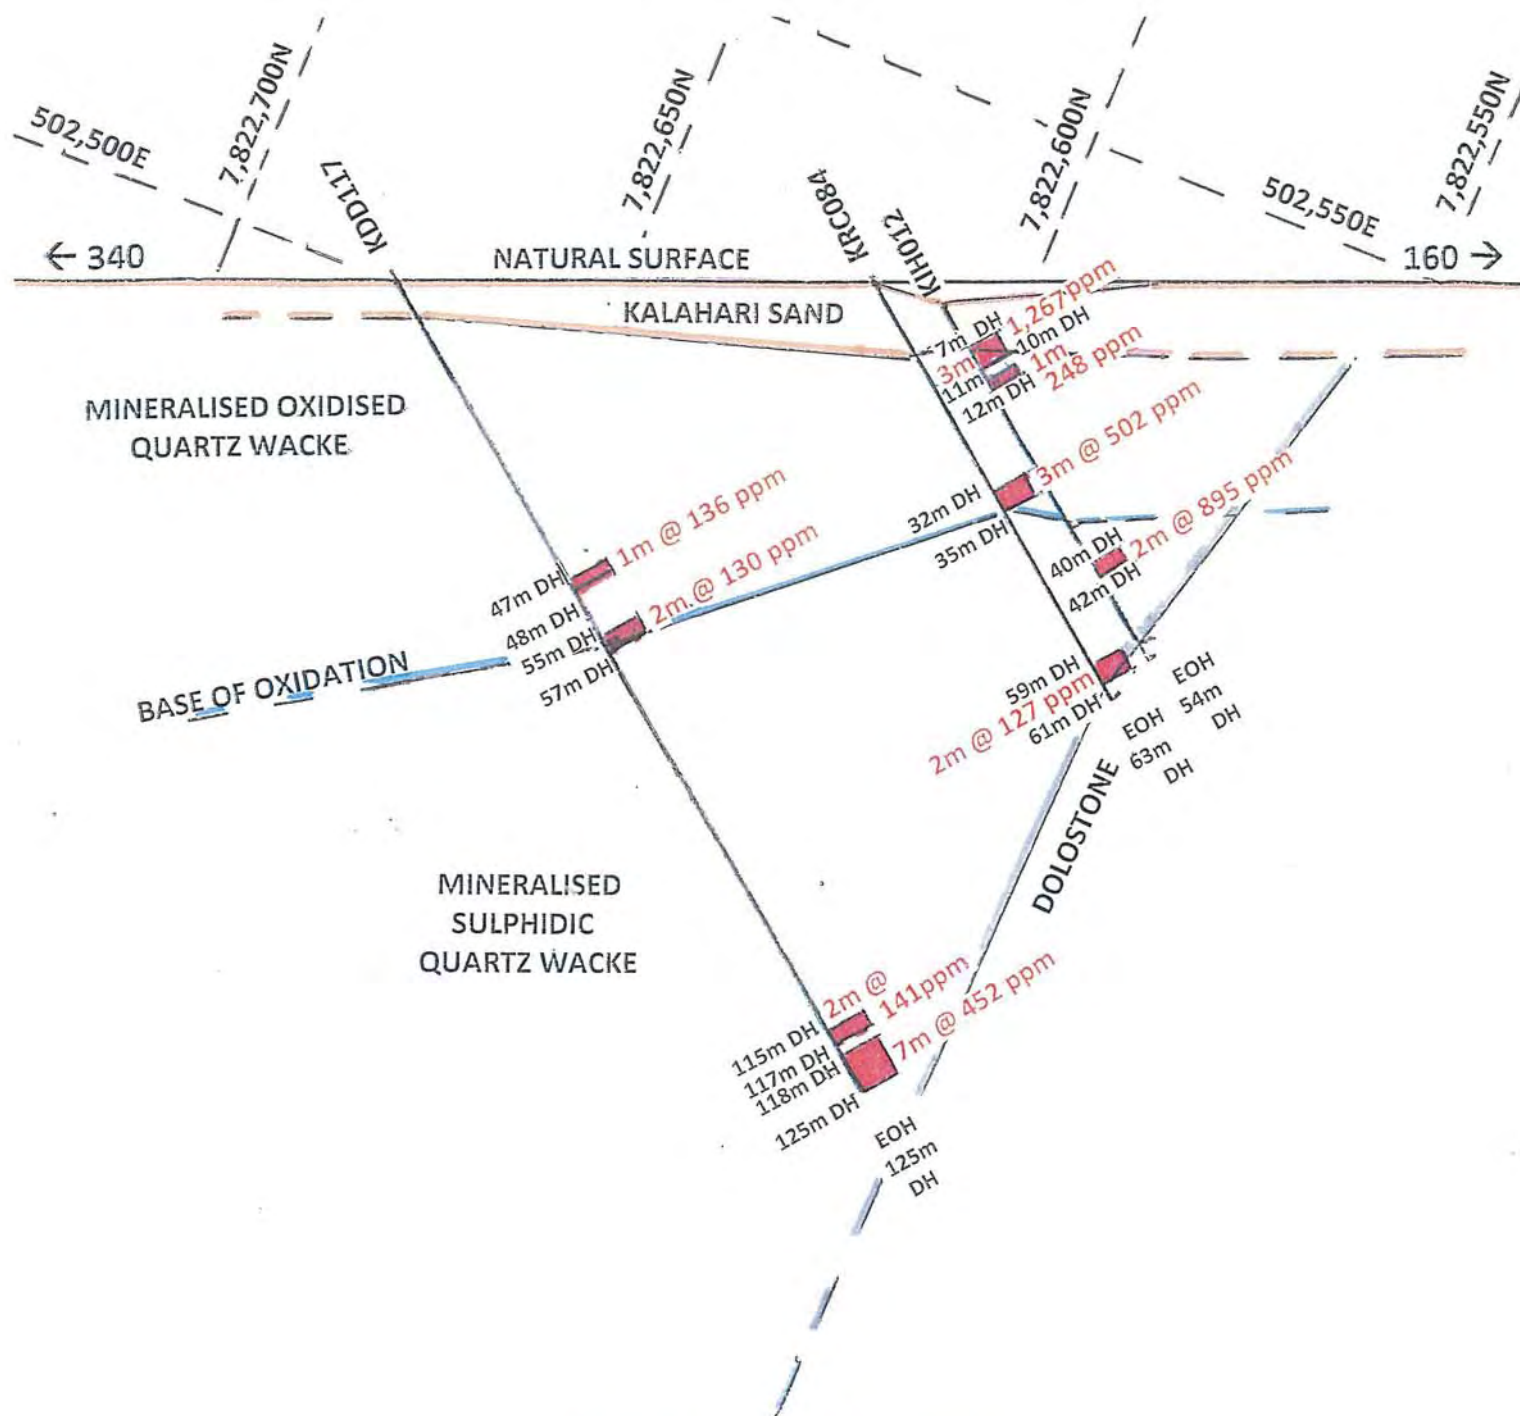 502,500E
7,822,700N
7,822,650N
7,822,600N
502,550E
7,822,550N
KDD117
KRC084
KIH012
← 340
NATURAL SURFACE
160 →
KALAHARI SAND
7m DH
1,267ppm
10m DH
3m
1m
11m
248 ppm
12m DH
MINERALISED OXIDISED
QUARTZ WACKE
32m DH
3m @ 502 ppm
35m DH
40m DH
2m @ 895 ppm
42m DH
47m DH
1m @ 136 ppm
48m DH
55m DH
2m @ 130 ppm
57m DH
BASE OF OXIDATION
59m DH
2m @ 127 ppm
61m DH
EOH
63m
DH
EOH
54m
DH
DOLOSTONE
MINERALISED
SULPHIDIC
QUARTZ WACKE
115m DH
2m @
141ppm
117m DH
118m DH
7m @ 452 ppm
125m DH
EOH
125m
DH